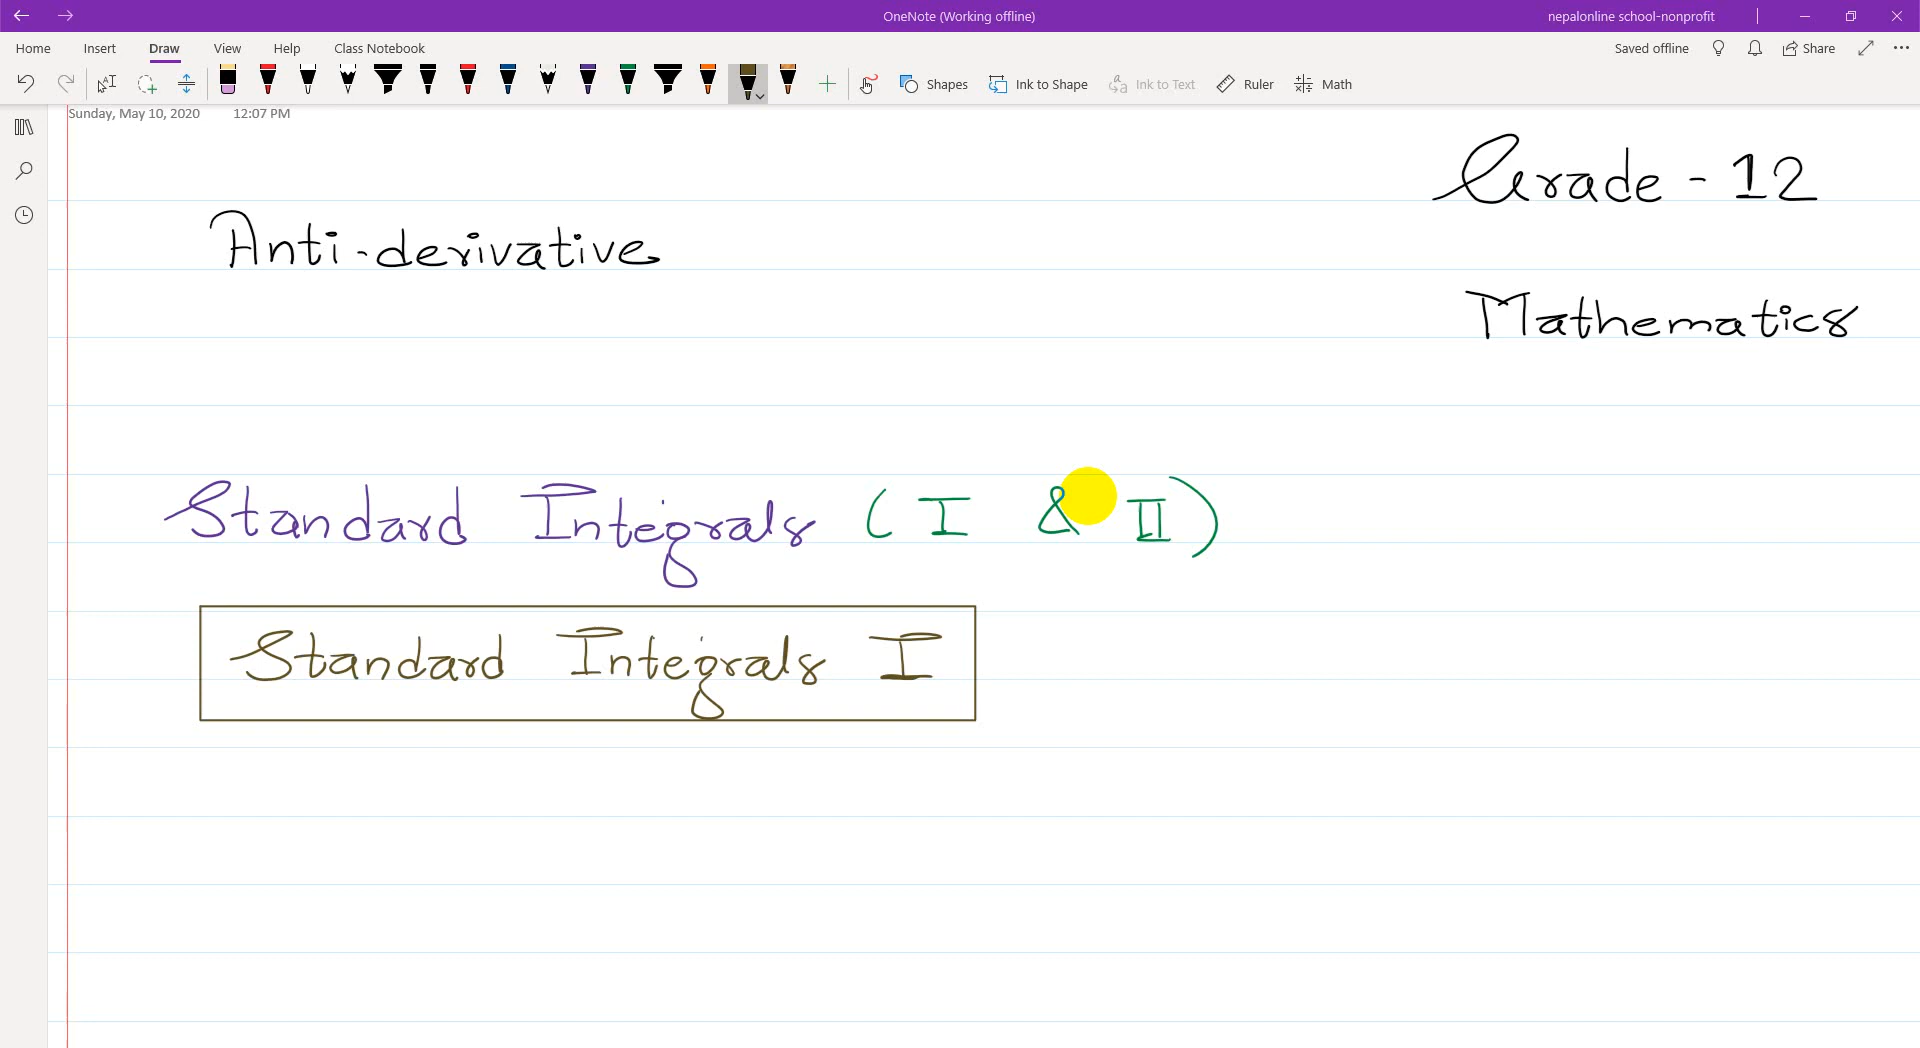 OneNote (Working offline)
nepalonline school-nonprofit
Home Insert Draw View Help Class Notebook
Saved offline Share
Shapes Ink to Shape Ink to Text Ruler Math
Sunday, May 10, 2020 12:07 PM
Grade - 12
Anti-derivative
Mathematics
Standard Integrals (I & II)
Standard Integrals I